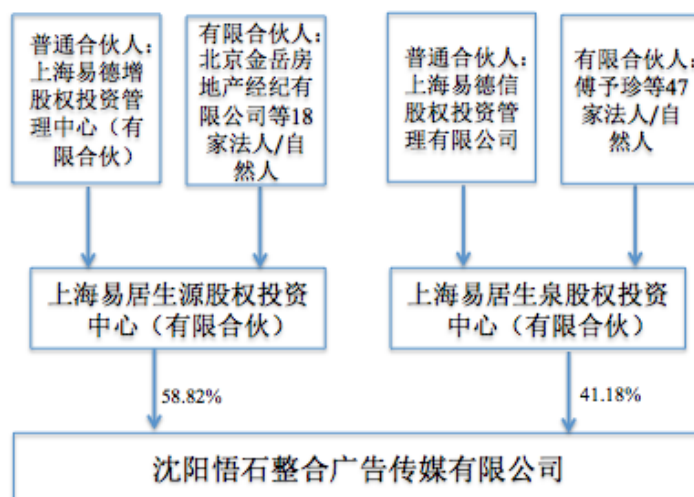 普通合伙人：
上海易德增
股权投资管
理中心（有
限合伙）
有限合伙人：
北京金岳房
地产经纪有
限公司等18
家法人/自
然人
普通合伙人：
上海易德信
股权投资管
理有限公司
有限合伙人：
傅予珍等47
家法人/自
然人
上海易居生源股权投资
中心（有限合伙）
上海易居生泉股权投资
中心（有限合伙）
58.82%
41.18%
沈阳悟石整合广告传媒有限公司